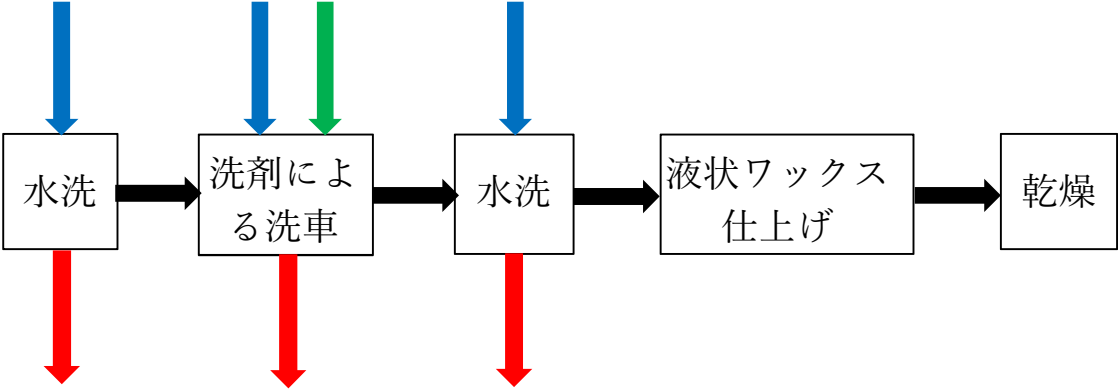 水洗
洗剤によ
る洗車
水洗
液状ワックス
仕上げ
乾燥